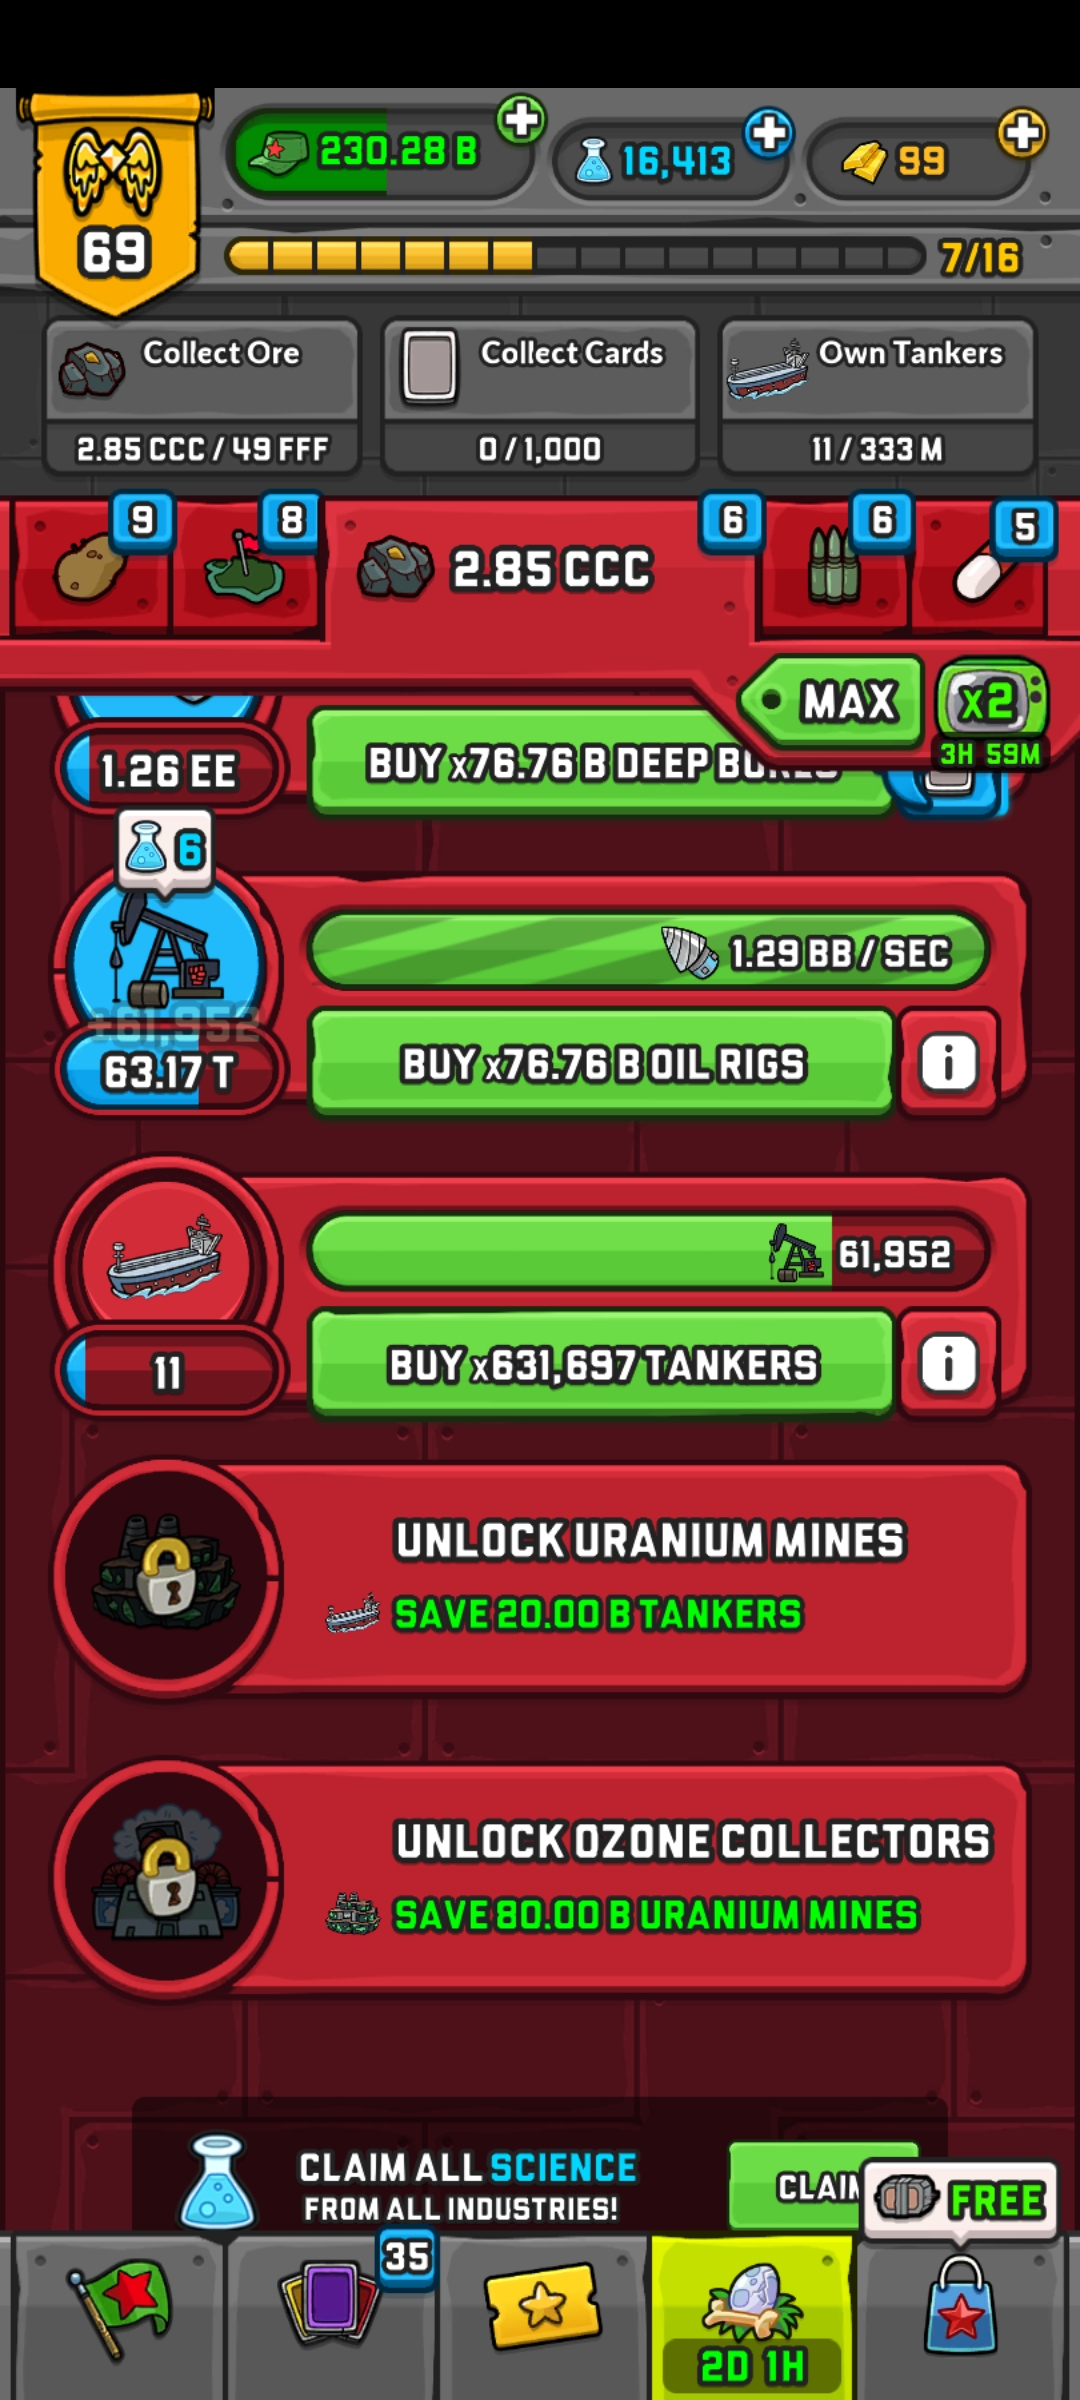 69
230.28 B
16,413
99
7/16
Collect Ore
2.85 CCC / 49 FFF
Collect Cards
0 / 1,000
Own Tankers
11 / 333 M
9
8
2.85 CCC
6
6
5
MAX
x2
3H 59M
1.26 EE
BUY x76.76 B DEEP BORES
6
1.29 BB / SEC
+61,952
63.17 T
BUY x76.76 B OIL RIGS
i
61,952
11
BUY x631,697 TANKERS
i
UNLOCK URANIUM MINES
SAVE 20.00 B TANKERS
UNLOCK OZONE COLLECTORS
SAVE 80.00 B URANIUM MINES
CLAIM ALL SCIENCE
FROM ALL INDUSTRIES!
CLAIM
FREE
35
2D 1H